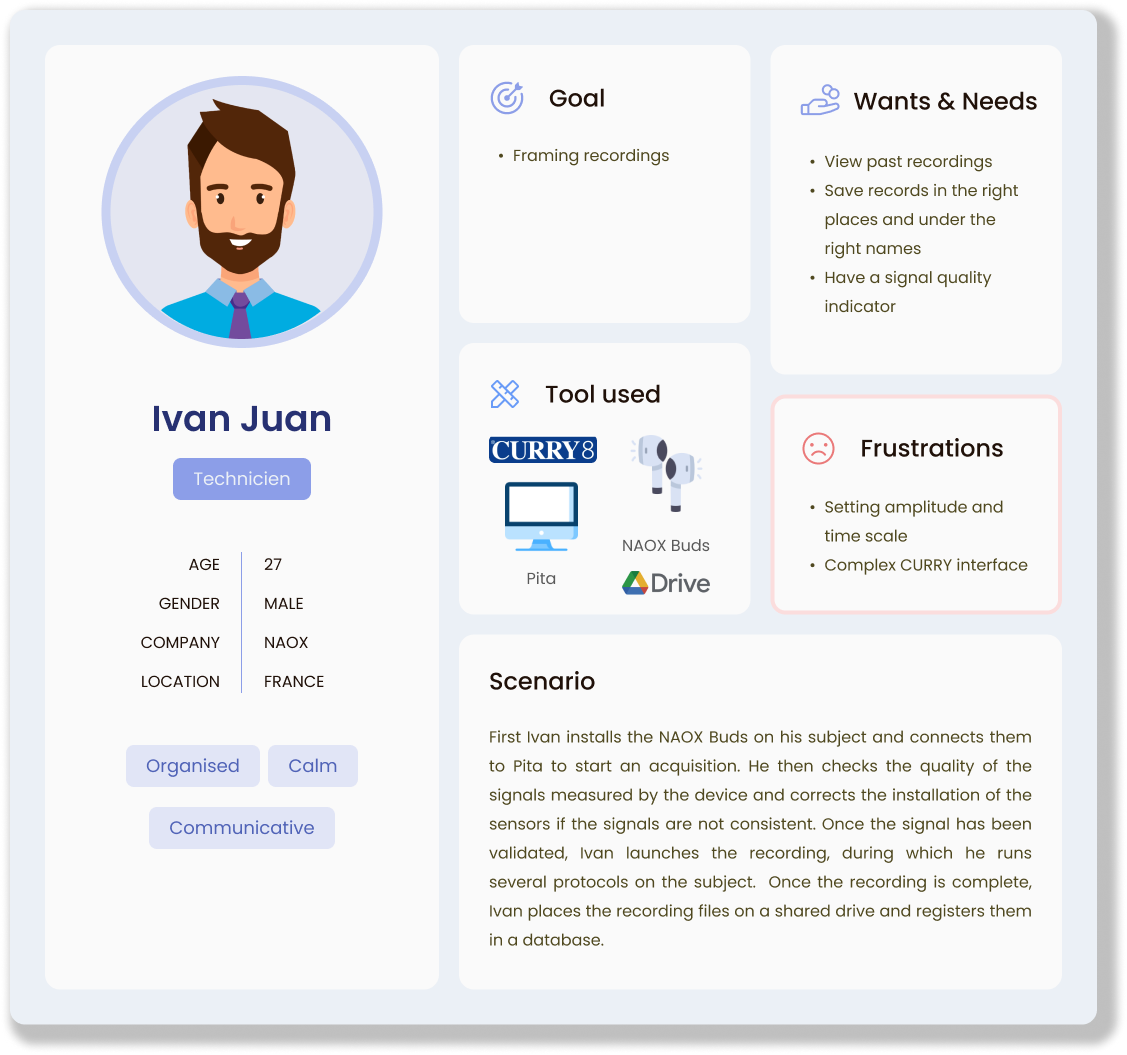 Ivan Juan
Technicien
AGE 27
GENDER MALE
COMPANY NAOX
LOCATION FRANCE
Organised
Calm
Communicative
Goal
• Framing recordings
Wants & Needs
• View past recordings
• Save records in the right
places and under the
right names
• Have a signal quality
indicator
Tool used
CURRY8
Pita
NAOX Buds
Drive
Frustrations
• Setting amplitude and
time scale
• Complex CURRY interface
Scenario
First Ivan installs the NAOX Buds on his subject and connects them
to Pita to start an acquisition. He then checks the quality of the
signals measured by the device and corrects the installation of the
sensors if the signals are not consistent. Once the signal has been
validated, Ivan launches the recording, during which he runs
several protocols on the subject. Once the recording is complete,
Ivan places the recording files on a shared drive and registers them
in a database.